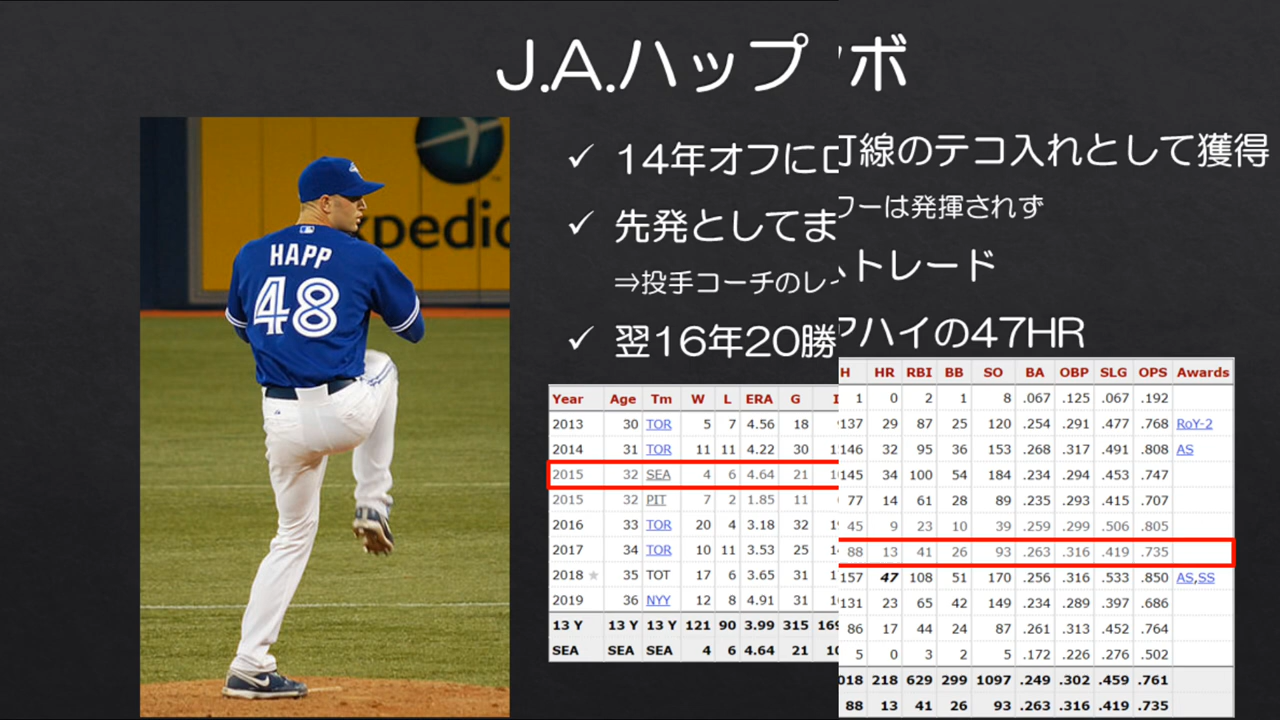 J.A.ハップ
ボ
14年オフに
線のテコ入れとして獲得
先発としてま
ーは発揮されず
⇒投手コーチのレ
トレード
翌16年20勝
ハイの47HR
HAPP
48
xpedic
Year Age Tm W L ERA G
2013 30 TOR 5 7 4.56 18
2014 31 TOR 11 11 4.22 30
2015 32 SEA 4 6 4.64 21
2015 32 PIT 7 2 1.85 11
2016 33 TOR 20 4 3.18 32
2017 34 TOR 10 11 3.53 25
2018 35 TOT 17 6 3.65 31
2019 36 NYY 12 8 4.91 31
13 Y 13 Y 13 Y 121 90 3.99 315 169
SEA SEA SEA 4 6 4.64 21 10
H HR RBI BB SO BA OBP SLG OPS Awards
1 0 2 1 8 .067 .125 .067 .192
137 29 87 25 120 .254 .291 .477 .768 RoY-2
146 32 95 36 153 .268 .317 .491 .808 AS
145 34 100 54 184 .234 .294 .453 .747
77 14 61 28 89 .235 .293 .415 .707
45 9 23 10 39 .259 .299 .506 .805
88 13 41 26 93 .263 .316 .419 .735
157 47 108 51 170 .256 .316 .533 .850 AS,SS
131 23 65 42 149 .234 .289 .397 .686
86 17 44 24 87 .261 .313 .452 .764
5 0 3 2 5 .172 .226 .276 .502
018 218 629 299 1097 .249 .302 .459 .761
88 13 41 26 93 .263 .316 .419 .735